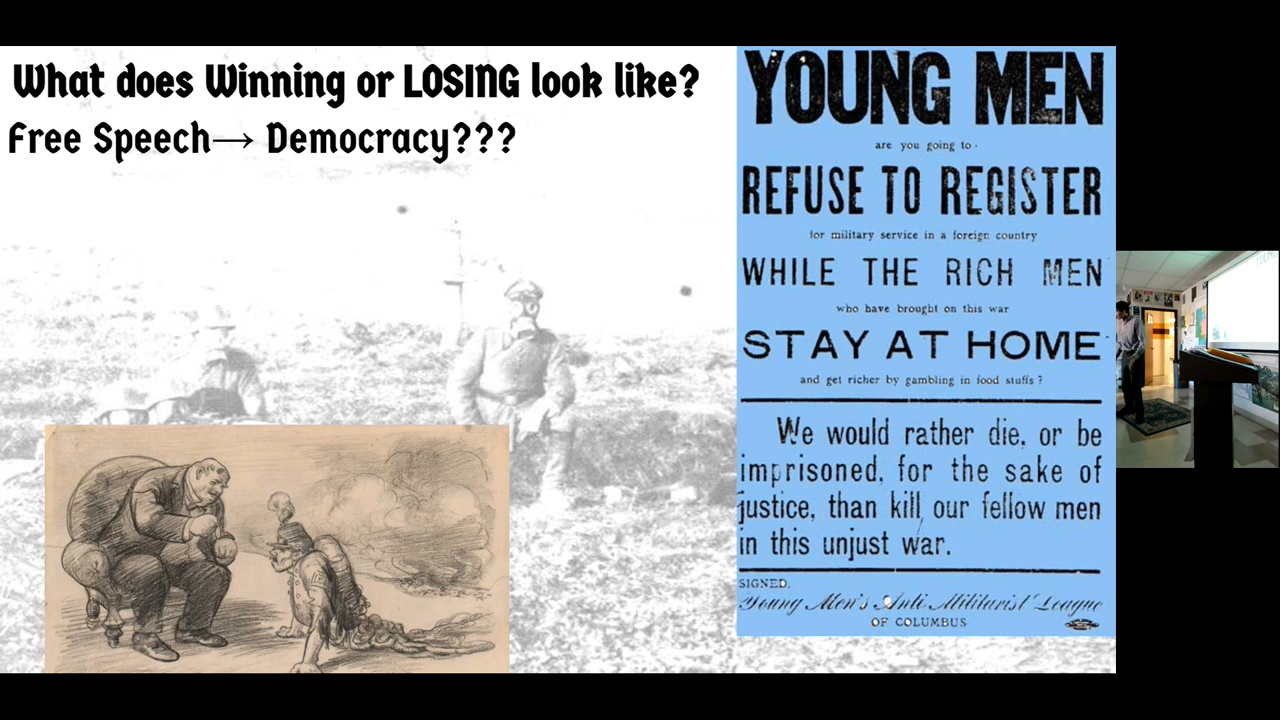 What does Winning or LOSING look like?
Free Speech→ Democracy???
YOUNG MEN
are you going to
REFUSE TO REGISTER
for military service in a foreign country
WHILE THE RICH MEN
who have brought on this war
STAY AT HOME
and get richer by gambling in food stuffs?
We would rather die, or be
imprisoned, for the sake of
justice, than kill our fellow men
in this unjust war.
SIGNED,
Young Men's Anti Militarist League
OF COLUMBUS